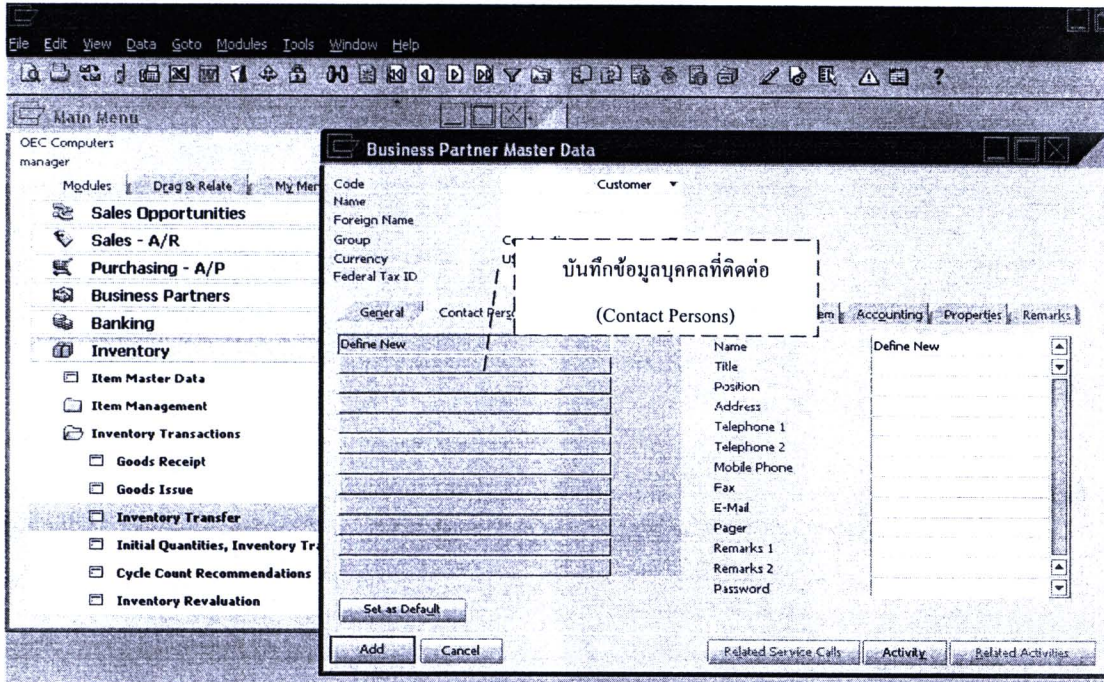 File Edit View Data Goto Modules Tools Window Help
Main Menu
OEC Computers
manager
Modules Drag & Relate My Men
Sales Opportunities
Sales - A/R
Purchasing - A/P
Business Partners
Banking
Inventory
Item Master Data
Item Management
Inventory Transactions
Goods Receipt
Goods Issue
Inventory Transfer
Initial Quantities, Inventory Tr
Cycle Count Recommendations
Inventory Revaluation
Business Partner Master Data
Code Customer
Name
Foreign Name
Group
Currency
Federal Tax ID
บันทึกข้อมูลบุคคลที่ติดต่อ
(Contact Persons)
General Contact Perso em Accounting Properties Remarks
Define New
Name Define New
Title
Position
Address
Telephone 1
Telephone 2
Mobile Phone
Fax
E-Mail
Pager
Remarks 1
Remarks 2
Password
Set as Default
Add Cancel Related Service Calls Activity Related Activities